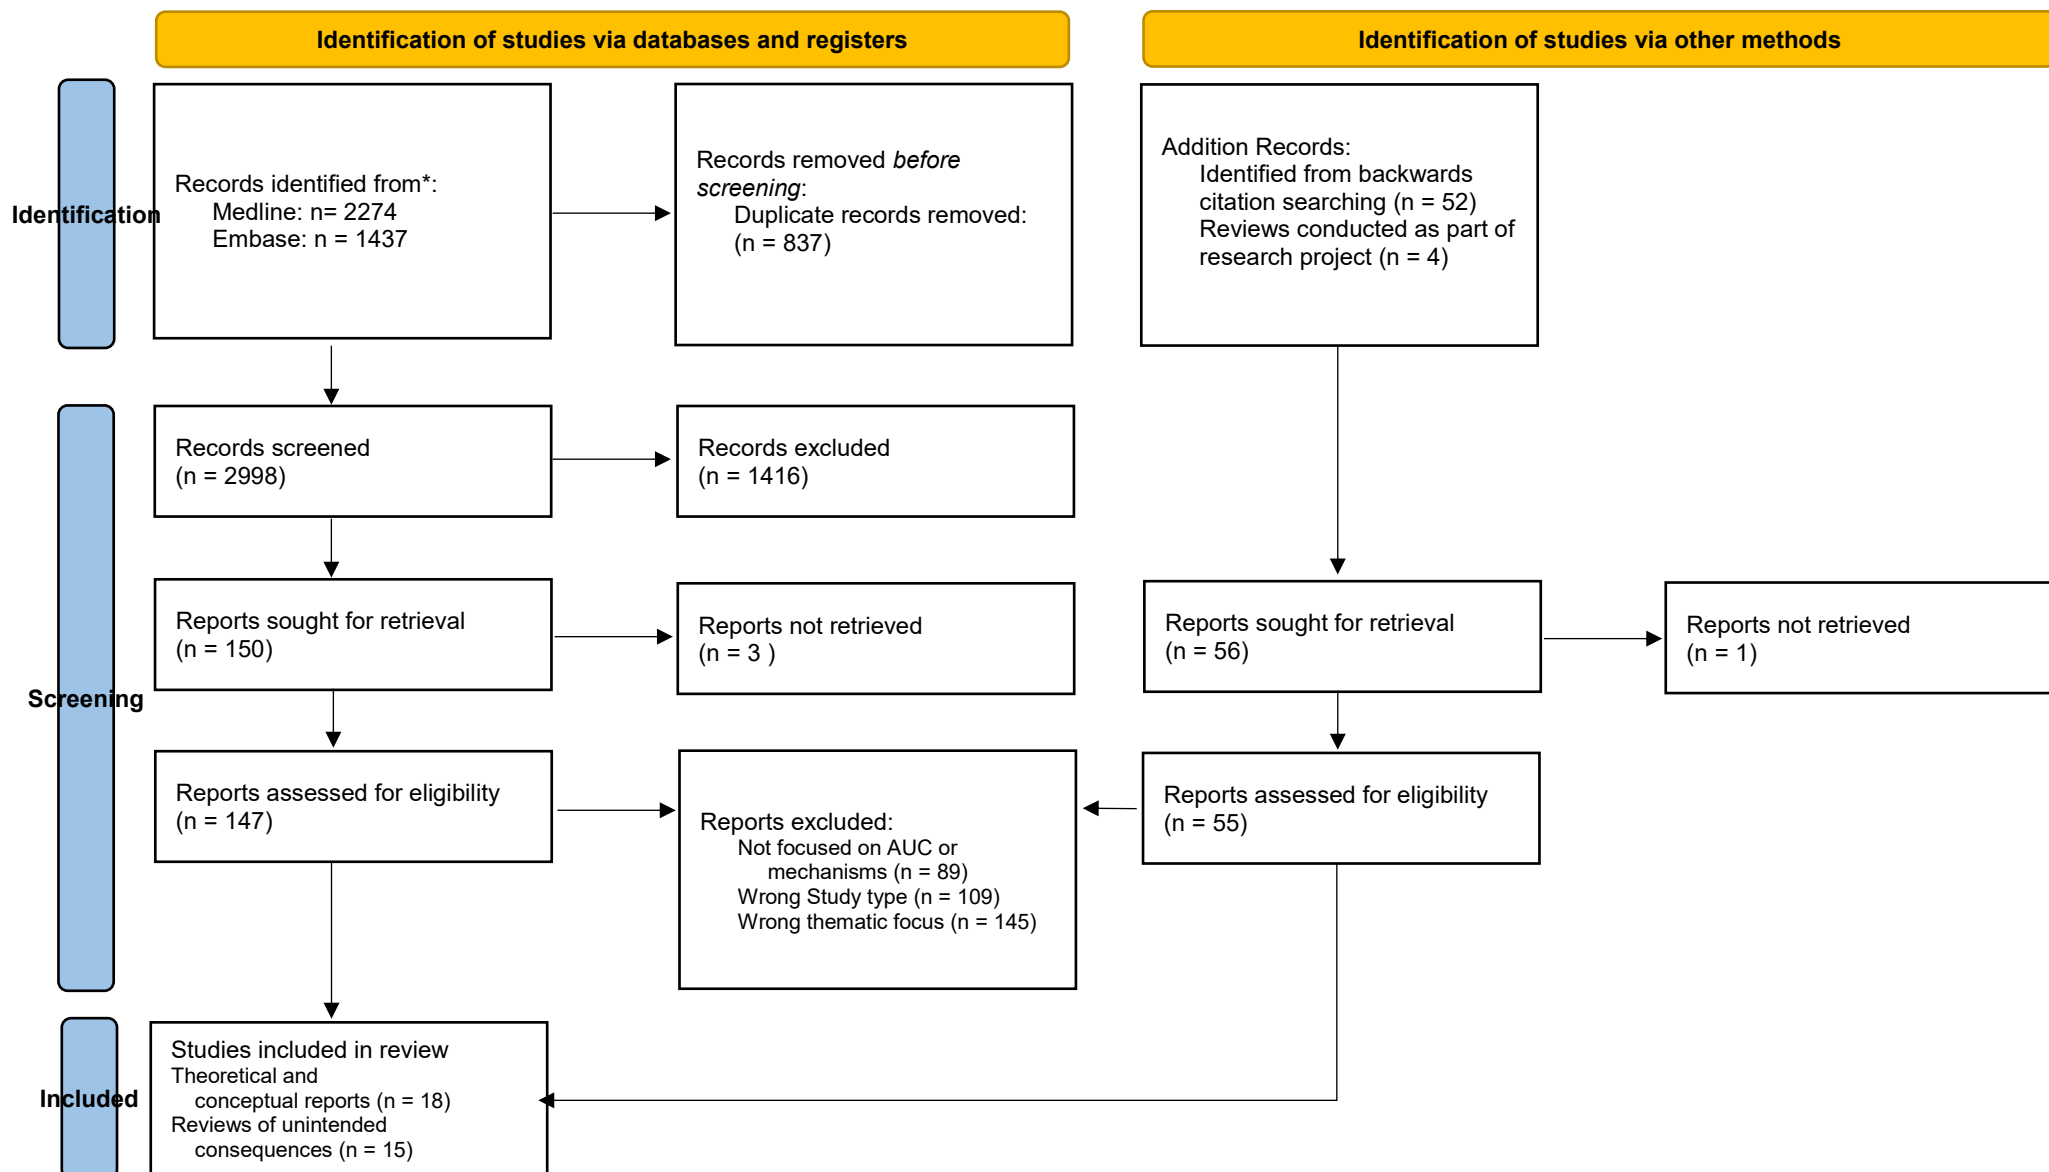 Identification of studies via databases and registers
Identification of studies via other methods
Identification
Records identified from*:
Medline: n= 2274
Embase: n = 1437
Records removed before
screening:
Duplicate records removed:
(n = 837)
Addition Records:
Identified from backwards
citation searching (n = 52)
Reviews conducted as part of
research project (n = 4)
Screening
Records screened
(n = 2998)
Records excluded
(n = 1416)
Reports sought for retrieval
(n = 150)
Reports not retrieved
(n = 3 )
Reports sought for retrieval
(n = 56)
Reports not retrieved
(n = 1)
Reports assessed for eligibility
(n = 147)
Reports excluded:
Not focused on AUC or
mechanisms (n = 89)
Wrong Study type (n = 109)
Wrong thematic focus (n = 145)
Reports assessed for eligibility
(n = 55)
Included
Studies included in review
Theoretical and
conceptual reports (n = 18)
Reviews of unintended
consequences (n = 15)